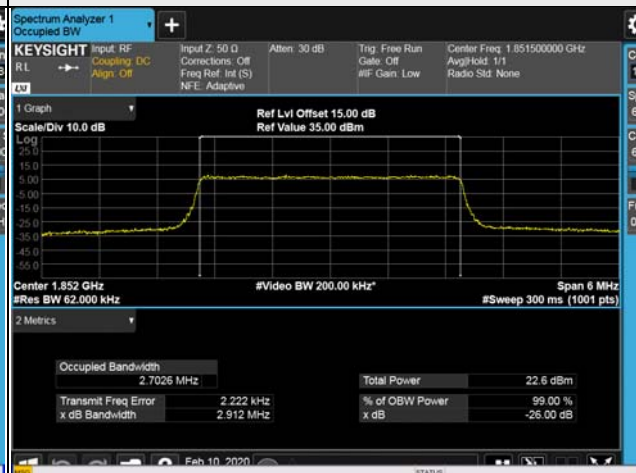 Spectrum Analyzer 1
Occupied BW
KEYSIGHT
R L
Input: RF
Coupling: DC
Align: Off
Input Z: 50 Ω
Corrections: Off
Freq Ref: Int (S)
NFE: Adaptive
Atten: 30 dB
Trig: Free Run
Gate: Off
#IF Gain: Low
Center Freq: 1.851500000 GHz
Avg|Hold: 1/1
Radio Std: None
1 Graph
Scale/Div 10.0 dB
Ref Lvl Offset 15.00 dB
Ref Value 35.00 dBm
Log
25.0
15.0
5.00
-5.00
-15.0
-25.0
-35.0
-45.0
-55.0
Center 1.852 GHz
#Res BW 62.000 kHz
#Video BW 200.00 kHz*
Span 6 MHz
#Sweep 300 ms (1001 pts)
2 Metrics
Occupied Bandwidth
2.7026 MHz
Transmit Freq Error 2.222 kHz
x dB Bandwidth 2.912 MHz
Total Power 22.6 dBm
% of OBW Power 99.00 %
x dB -26.00 dB
Feb 10, 2020
MSG
STATUS